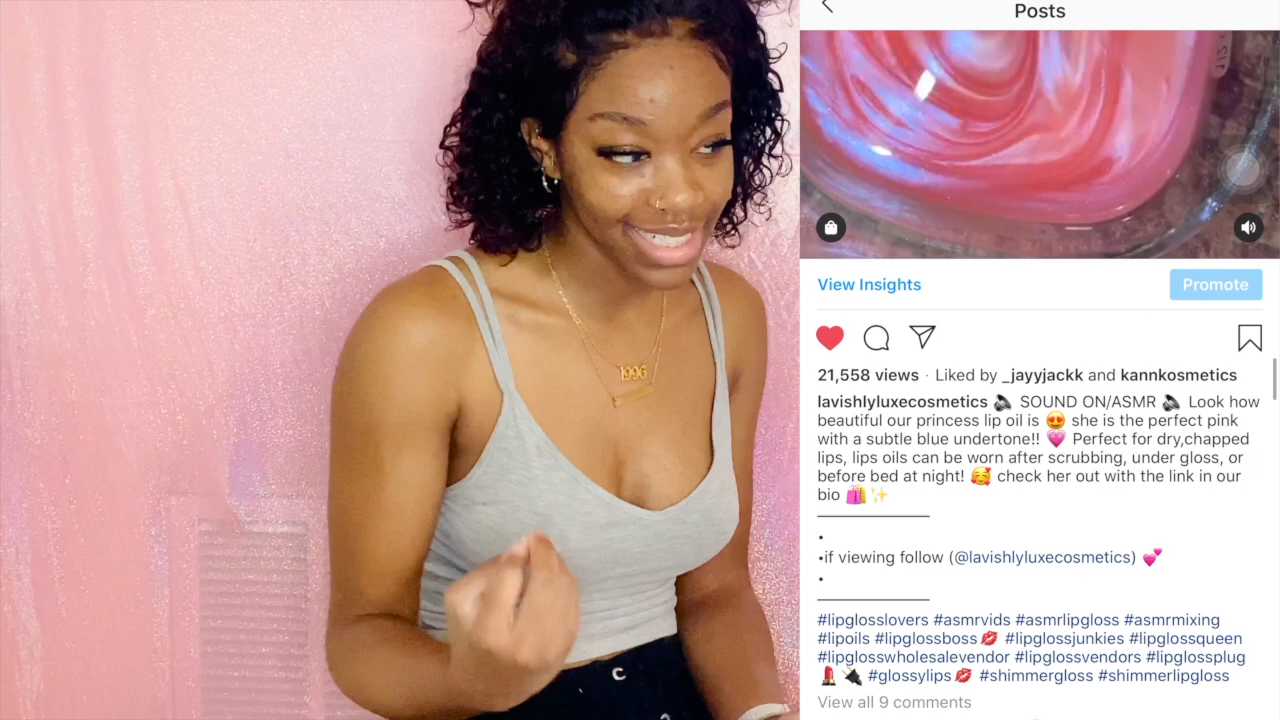 1996
Posts
View Insights
Promote
21,558 views · Liked by _jayyjackk and kannkosmetics
lavishlyluxecosmetics 🔈 SOUND ON/ASMR 🔈 Look how
beautiful our princess lip oil is 😍 she is the perfect pink
with a subtle blue undertone!! 💗 Perfect for dry,chapped
lips, lips oils can be worn after scrubbing, under gloss, or
before bed at night! 🥰 check her out with the link in our
bio 🛍️✨
•
•if viewing follow (@lavishlyluxecosmetics) 💕
•
#lipglosslovers #asmrvids #asmrlipgloss #asmrmixing
#lipoils #lipglossboss💋 #lipglossjunkies #lipglossqueen
#lipglosswholesalevendor #lipglossvendors #lipglossplug
💄🔌 #glossylips💋 #shimmergloss #shimmerlipgloss
View all 9 comments